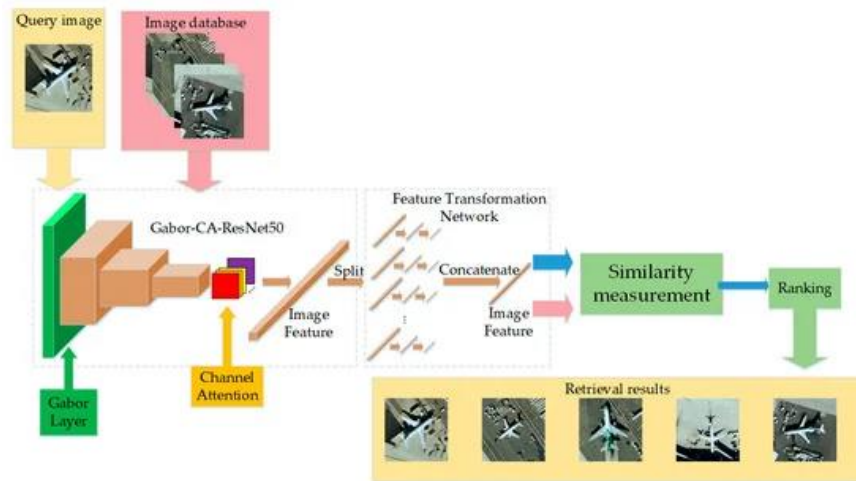 Query image
Image database
Gabor-CA-ResNet50
Feature Transformation
Network
Split
Concatenate
Image
Feature
Image
Feature
Similarity
measurement
Ranking
Gabor
Layer
Channel
Attention
Retrieval results